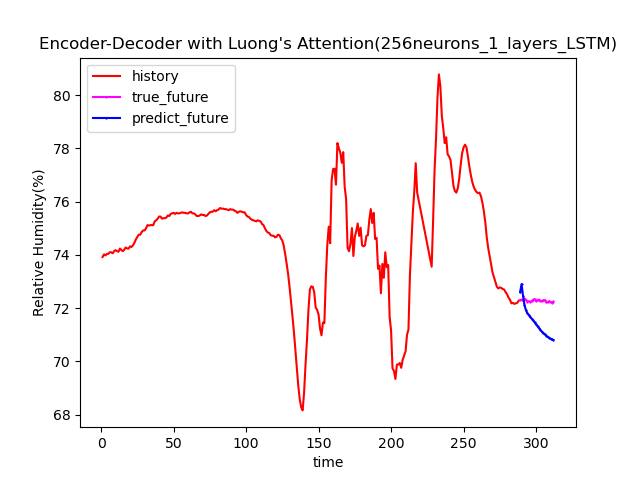 Encoder-Decoder with Luong's Attention(256neurons_1_layers_LSTM)
history
true_future
predict_future
Relative Humidity(%)
80
78
76
74
72
70
68
0 50 100 150 200 250 300
time